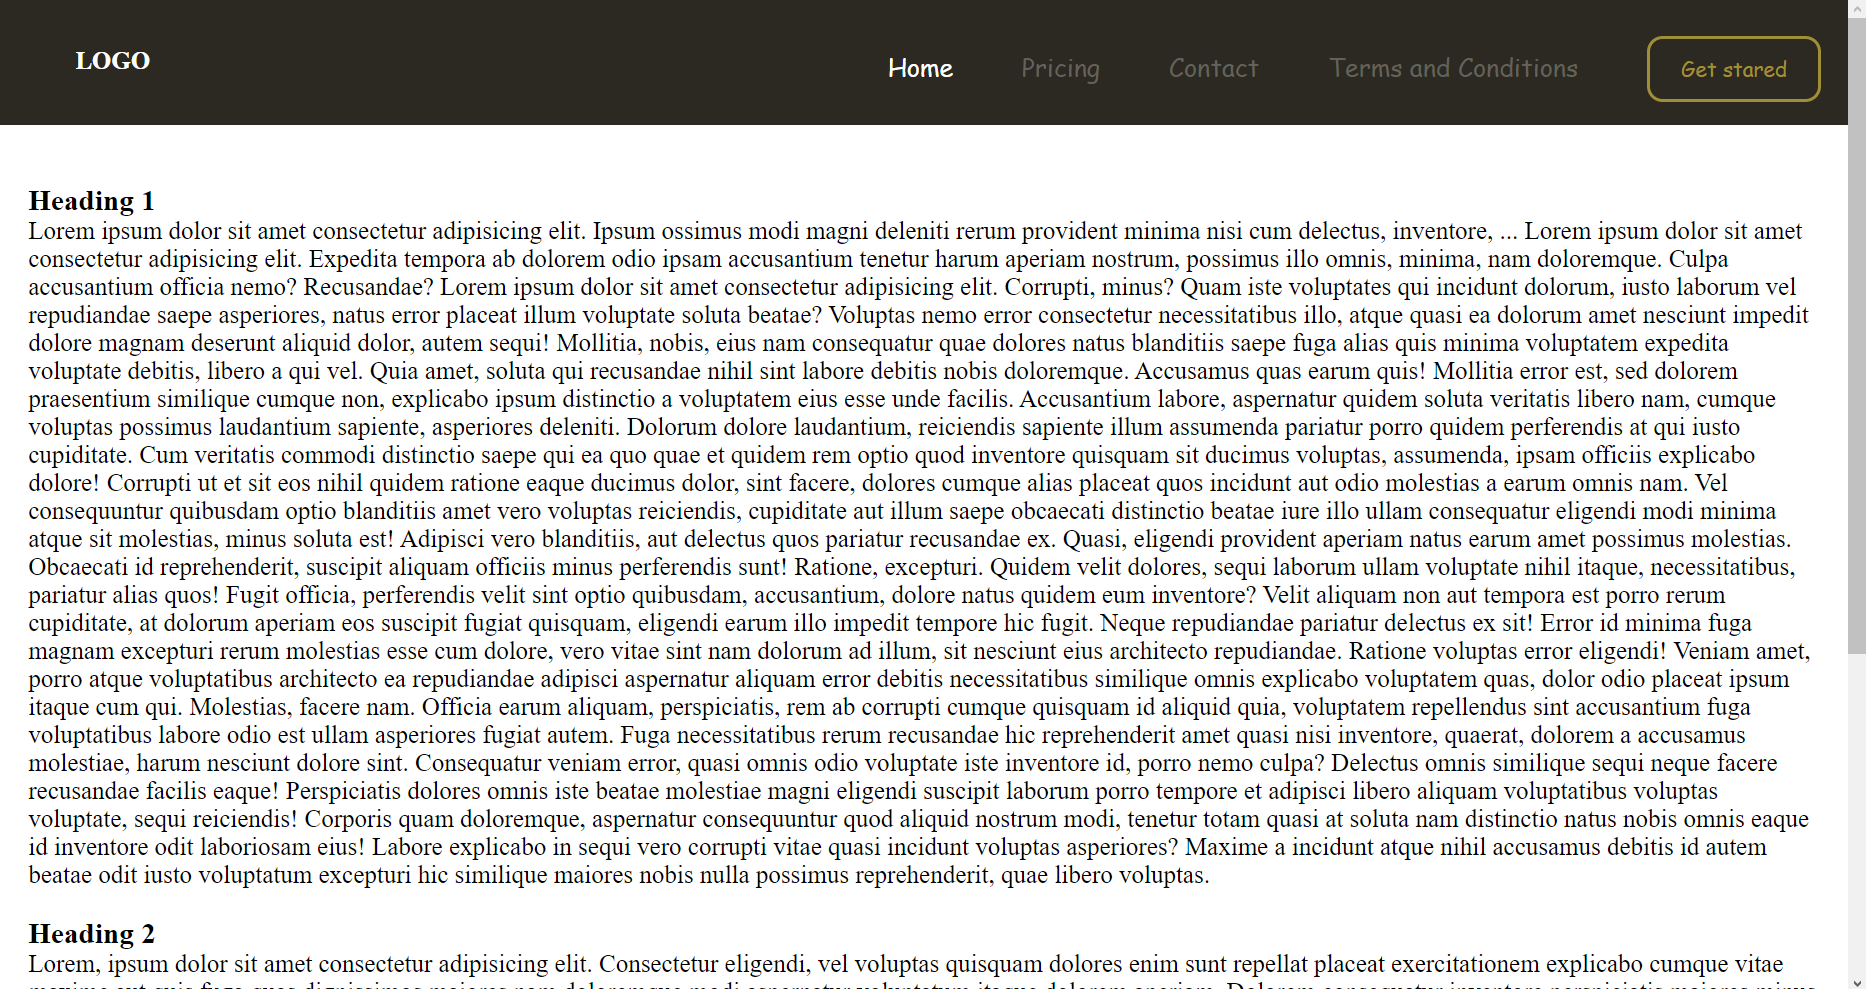 LOGO
Home Pricing Contact Terms and Conditions Get stared
Heading 1
Lorem ipsum dolor sit amet consectetur adipisicing elit. Ipsum ossimus modi magni deleniti rerum provident minima nisi cum delectus, inventore, ... Lorem ipsum dolor sit amet
consectetur adipisicing elit. Expedita tempora ab dolorem odio ipsam accusantium tenetur harum aperiam nostrum, possimus illo omnis, minima, nam doloremque. Culpa
accusantium officia nemo? Recusandae? Lorem ipsum dolor sit amet consectetur adipisicing elit. Corrupti, minus? Quam iste voluptates qui incidunt dolorum, iusto laborum vel
repudiandae saepe asperiores, natus error placeat illum voluptate soluta beatae? Voluptas nemo error consectetur necessitatibus illo, atque quasi ea dolorum amet nesciunt impedit
dolore magnam deserunt aliquid dolor, autem sequi! Mollitia, nobis, eius nam consequatur quae dolores natus blanditiis saepe fuga alias quis minima voluptatem expedita
voluptate debitis, libero a qui vel. Quia amet, soluta qui recusandae nihil sint labore debitis nobis doloremque. Accusamus quas earum quis! Mollitia error est, sed dolorem
praesentium similique cumque non, explicabo ipsum distinctio a voluptatem eius esse unde facilis. Accusantium labore, aspernatur quidem soluta veritatis libero nam, cumque
voluptas possimus laudantium sapiente, asperiores deleniti. Dolorum dolore laudantium, reiciendis sapiente illum assumenda pariatur porro quidem perferendis at qui iusto
cupiditate. Cum veritatis commodi distinctio saepe qui ea quo quae et quidem rem optio quod inventore quisquam sit ducimus voluptas, assumenda, ipsam officiis explicabo
dolore! Corrupti ut et sit eos nihil quidem ratione eaque ducimus dolor, sint facere, dolores cumque alias placeat quos incidunt aut odio molestias a earum omnis nam. Vel
consequuntur quibusdam optio blanditiis amet vero voluptas reiciendis, cupiditate aut illum saepe obcaecati distinctio beatae iure illo ullam consequatur eligendi modi minima
atque sit molestias, minus soluta est! Adipisci vero blanditiis, aut delectus quos pariatur recusandae ex. Quasi, eligendi provident aperiam natus earum amet possimus molestias.
Obcaecati id reprehenderit, suscipit aliquam officiis minus perferendis sunt! Ratione, excepturi. Quidem velit dolores, sequi laborum ullam voluptate nihil itaque, necessitatibus,
pariatur alias quos! Fugit officia, perferendis velit sint optio quibusdam, accusantium, dolore natus quidem eum inventore? Velit aliquam non aut tempora est porro rerum
cupiditate, at dolorum aperiam eos suscipit fugiat quisquam, eligendi earum illo impedit tempore hic fugit. Neque repudiandae pariatur delectus ex sit! Error id minima fuga
magnam excepturi rerum molestias esse cum dolore, vero vitae sint nam dolorum ad illum, sit nesciunt eius architecto repudiandae. Ratione voluptas error eligendi! Veniam amet,
porro atque voluptatibus architecto ea repudiandae adipisci aspernatur aliquam error debitis necessitatibus similique omnis explicabo voluptatem quas, dolor odio placeat ipsum
itaque cum qui. Molestias, facere nam. Officia earum aliquam, perspiciatis, rem ab corrupti cumque quisquam id aliquid quia, voluptatem repellendus sint accusantium fuga
voluptatibus labore odio est ullam asperiores fugiat autem. Fuga necessitatibus rerum recusandae hic reprehenderit amet quasi nisi inventore, quaerat, dolorem a accusamus
molestiae, harum nesciunt dolore sint. Consequatur veniam error, quasi omnis odio voluptate iste inventore id, porro nemo culpa? Delectus omnis similique sequi neque facere
recusandae facilis eaque! Perspiciatis dolores omnis iste beatae molestiae magni eligendi suscipit laborum porro tempore et adipisci libero aliquam voluptatibus voluptas
voluptate, sequi reiciendis! Corporis quam doloremque, aspernatur consequuntur quod aliquid nostrum modi, tenetur totam quasi at soluta nam distinctio natus nobis omnis eaque
id inventore odit laboriosam eius! Labore explicabo in sequi vero corrupti vitae quasi incidunt voluptas asperiores? Maxime a incidunt atque nihil accusamus debitis id autem
beatae odit iusto voluptatum excepturi hic similique maiores nobis nulla possimus reprehenderit, quae libero voluptas.
Heading 2
Lorem, ipsum dolor sit amet consectetur adipisicing elit. Consectetur eligendi, vel voluptas quisquam dolores enim sunt repellat placeat exercitationem explicabo cumque vitae